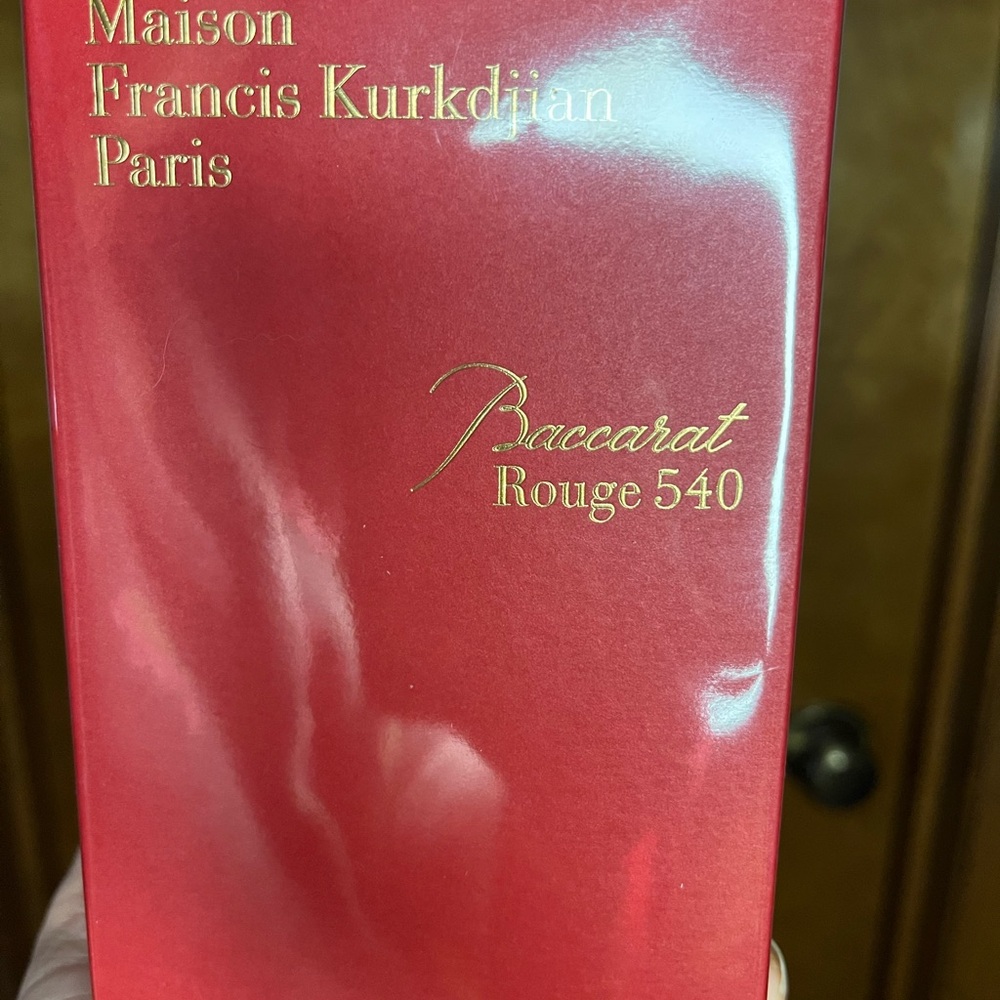 Maison
Francis Kurkdjian
Paris
Baccarat
Rouge 540